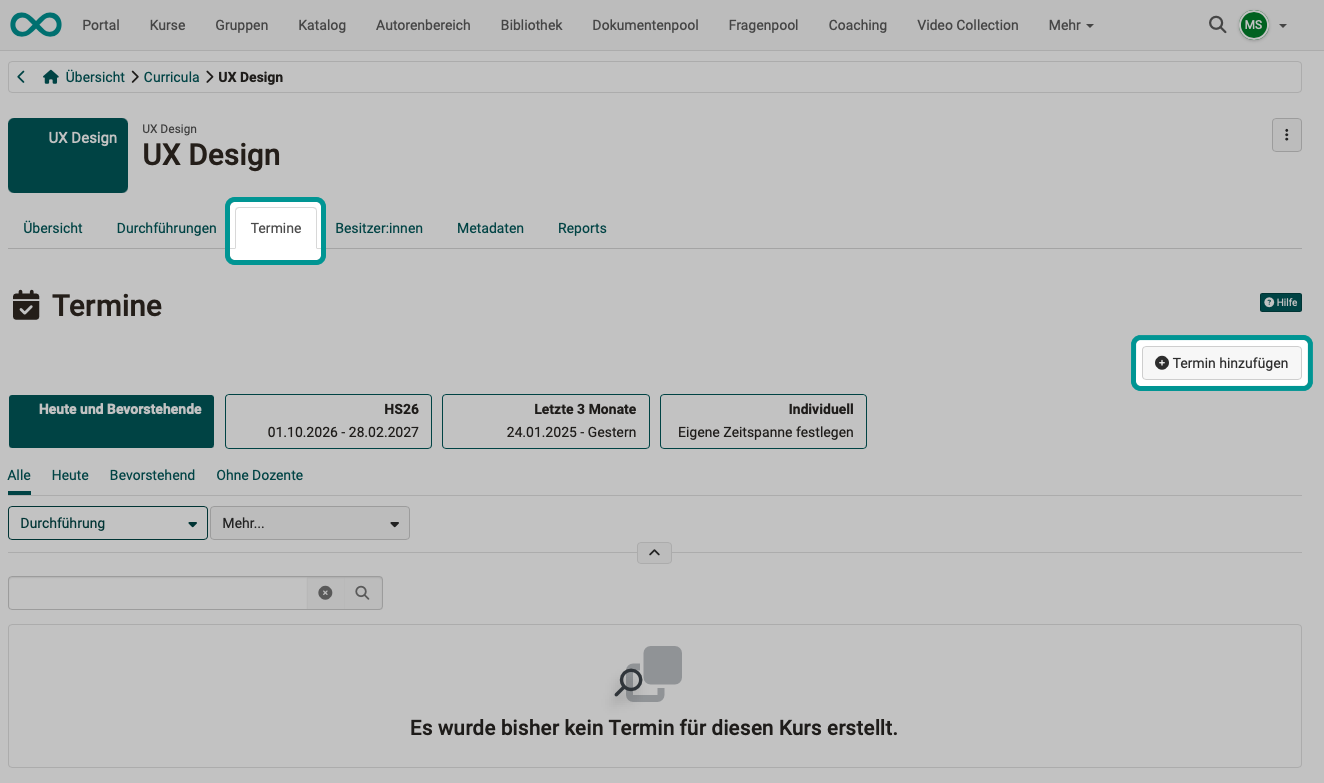 Portal Kurse Gruppen Katalog Autorenbereich Bibliothek Dokumentenpool Fragenpool Coaching Video Collection Mehr MS
Übersicht Curricula UX Design
UX Design
UX Design
UX Design
Übersicht Durchführungen Termine Besitzer:innen Metadaten Reports
Termine
Hilfe
Termin hinzufügen
Heute und Bevorstehende
HS26
01.10.2026 - 28.02.2027
Letzte 3 Monate
24.01.2025 - Gestern
Individuell
Eigene Zeitspanne festlegen
Alle Heute Bevorstehend Ohne Dozente
Durchführung Mehr...
Es wurde bisher kein Termin für diesen Kurs erstellt.